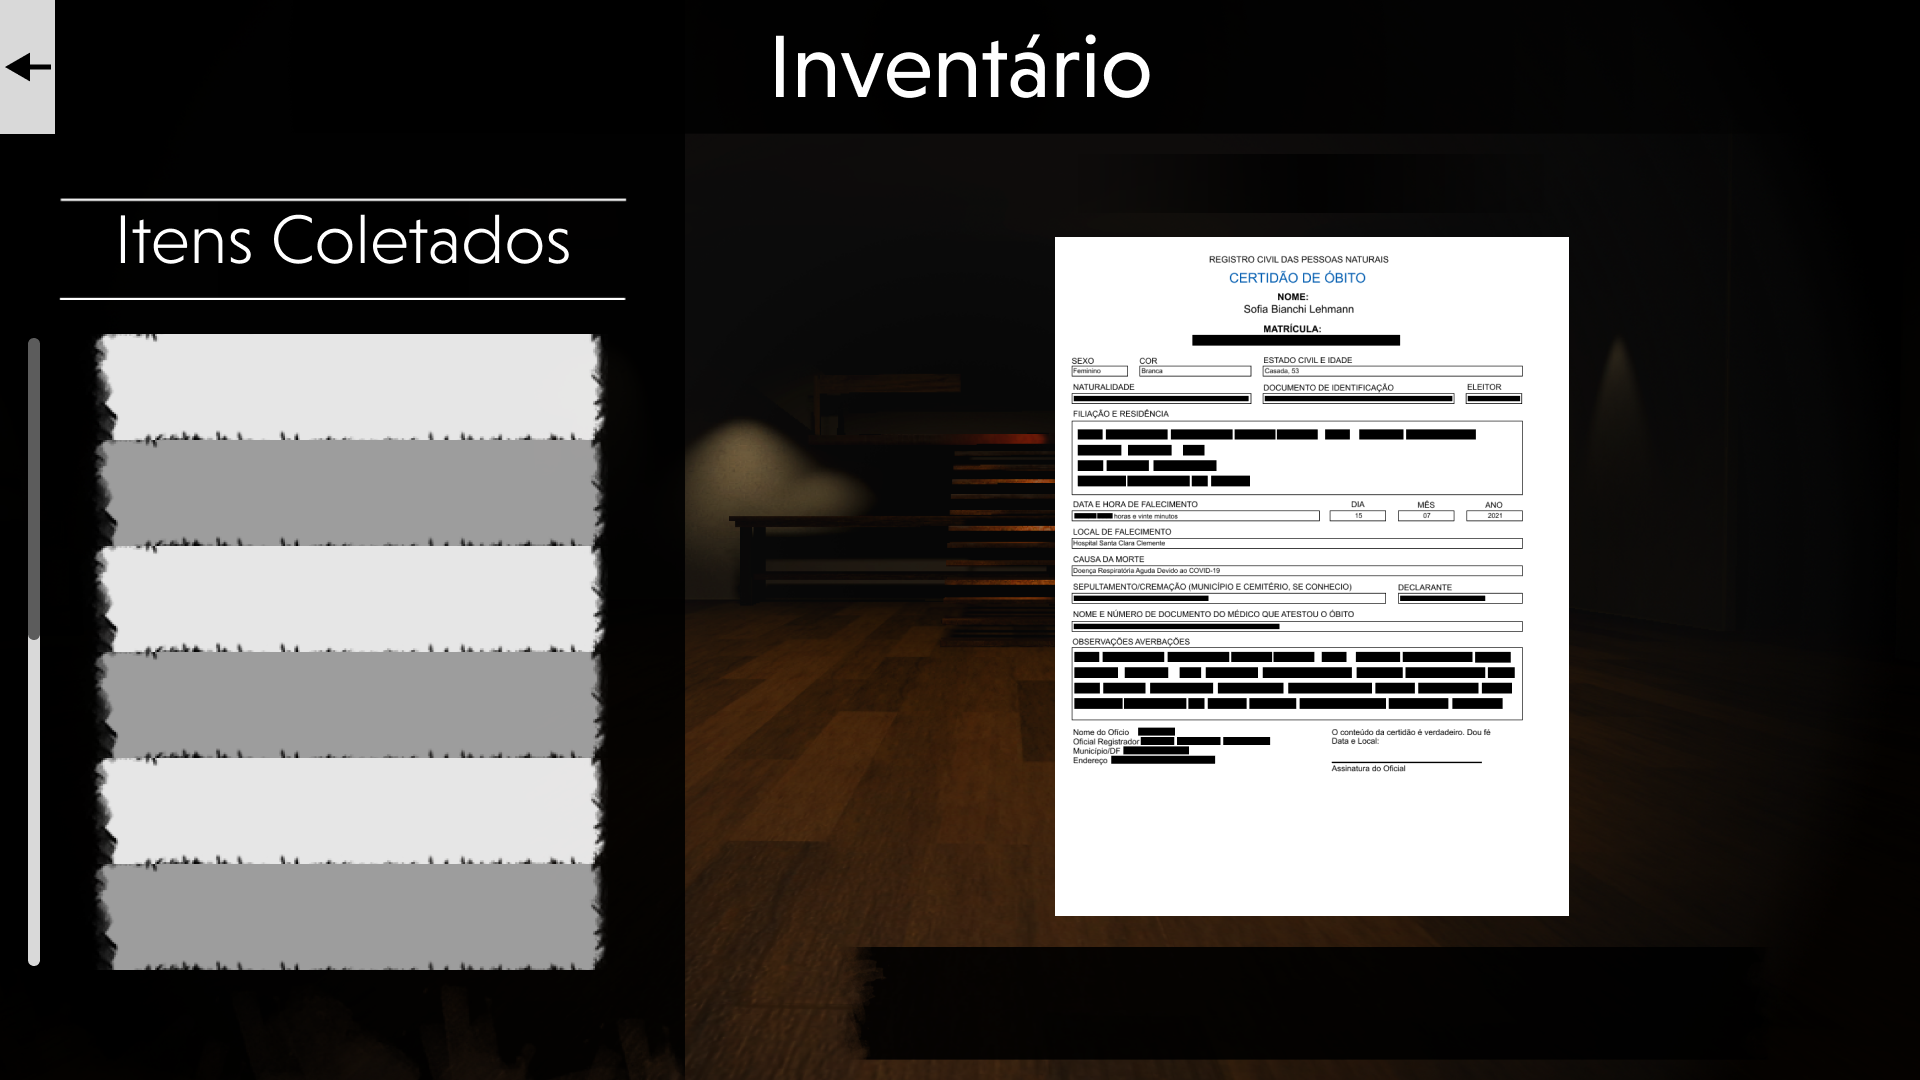 Inventário
Itens Coletados
REGISTRO CIVIL DAS PESSOAS NATURAIS
CERTIDÃO DE ÓBITO
NOME:
Sofia Bianchi Lehmann
MATRÍCULA:
SEXO COR ESTADO CIVIL E IDADE
Feminino Branca Casada, 53
NATURALIDADE DOCUMENTO DE IDENTIFICAÇÃO ELEITOR
FILIAÇÃO E RESIDÊNCIA
DATA E HORA DE FALECIMENTO DIA MÊS ANO
horas e vinte minutos 15 07 2021
LOCAL DE FALECIMENTO
Hospital Santa Clara Clemente
CAUSA DA MORTE
Doença Respiratória Aguda Devido ao COVID-19
SEPULTAMENTO/CREMAÇÃO (MUNICÍPIO E CEMITÉRIO, SE CONHECIO) DECLARANTE
NOME E NÚMERO DE DOCUMENTO DO MÉDICO QUE ATESTOU O ÓBITO
OBSERVAÇÕES AVERBAÇÕES
Nome do Ofício
Oficial Registrador
Município/DF
Endereço
O conteúdo da certidão é verdadeiro. Dou fé
Data e Local:
Assinatura do Oficial